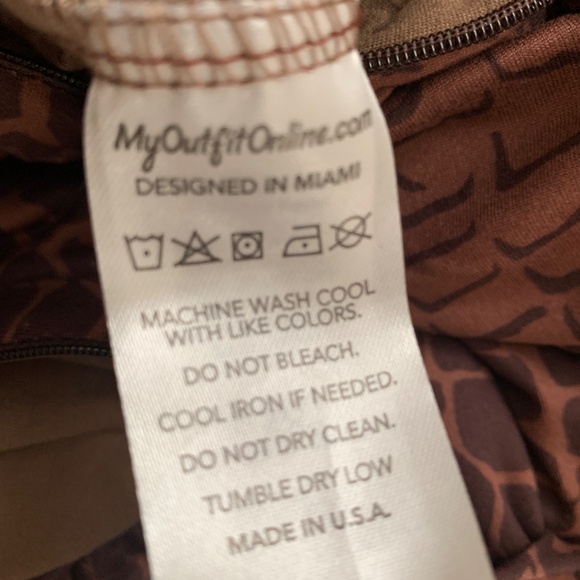 MyOutfitOnline.com
DESIGNED IN MIAMI
MACHINE WASH COOL
WITH LIKE COLORS.
DO NOT BLEACH.
COOL IRON IF NEEDED.
DO NOT DRY CLEAN.
TUMBLE DRY LOW
MADE IN U.S.A.